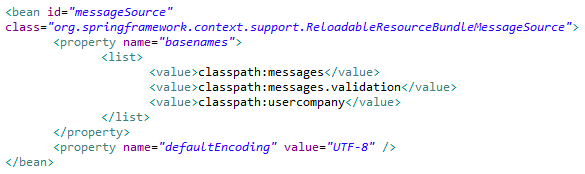 <bean id="messageSource"
class="org.springframework.context.support.ReloadableResourceBundleMessageSource">
<property name="basenames">
<list>
<value>classpath:messages</value>
<value>classpath:messages.validation</value>
<value>classpath:usercompany</value>
</list>
</property>
<property name="defaultEncoding" value="UTF-8" />
</bean>